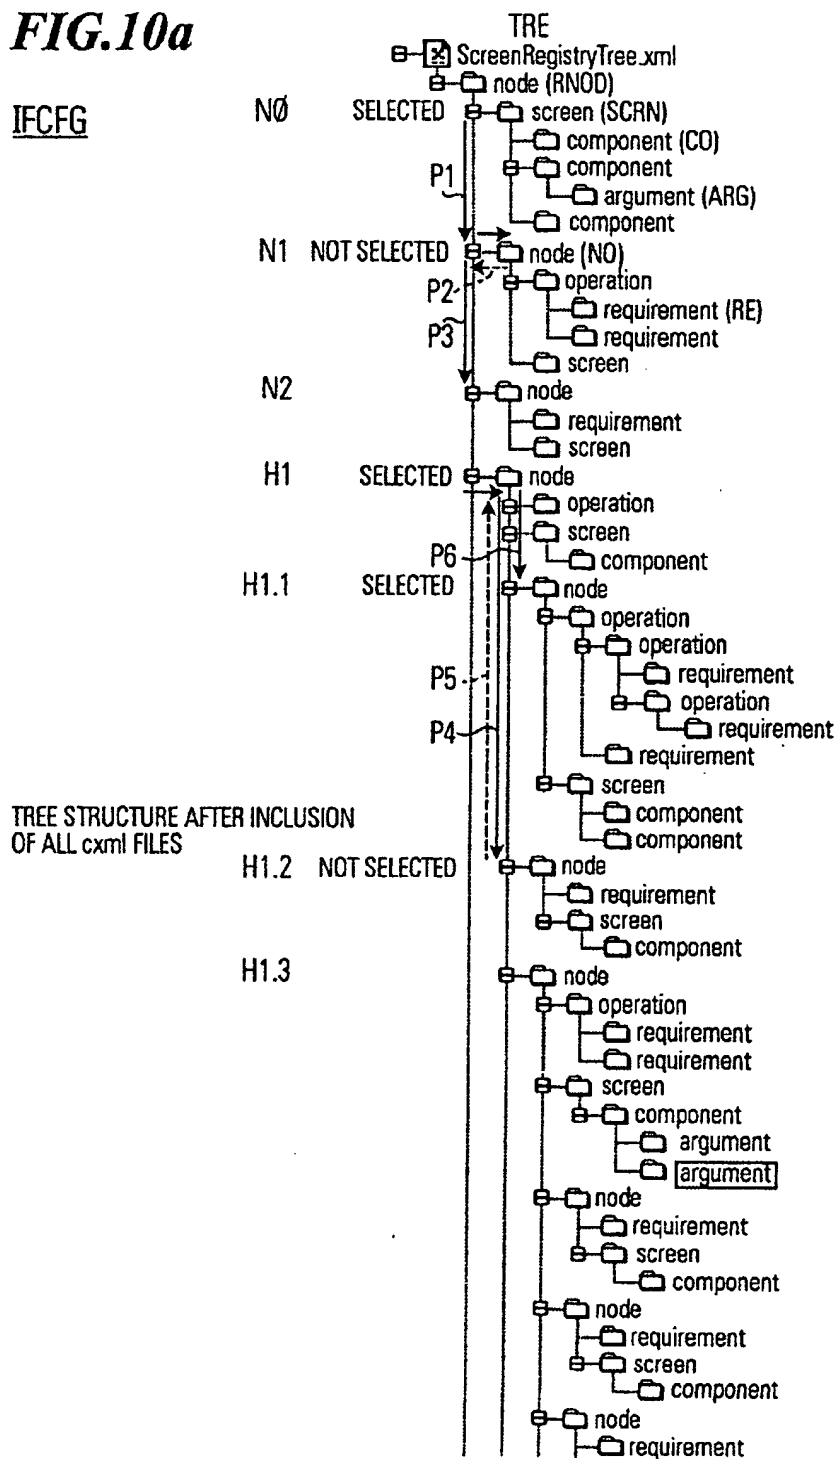 FIG.10a
TRE
ScreenRegistryTree.xml
node (RNOD)
IFCFG
NØ SELECTED screen (SCRN)
component (CO)
component
P1
argument (ARG)
component
N1 NOT SELECTED node (NO)
P2 operation
requirement (RE)
P3 requirement
screen
N2 node
requirement
screen
H1 SELECTED node
operation
screen
P6 component
H1.1 SELECTED node
operation
operation
P5 requirement
operation
P4 requirement
requirement
screen
TREE STRUCTURE AFTER INCLUSION component
OF ALL cxml FILES component
H1.2 NOT SELECTED node
requirement
screen
component
H1.3 node
operation
requirement
requirement
screen
component
argument
argument
node
requirement
screen
component
node
requirement
screen
component
node
requirement